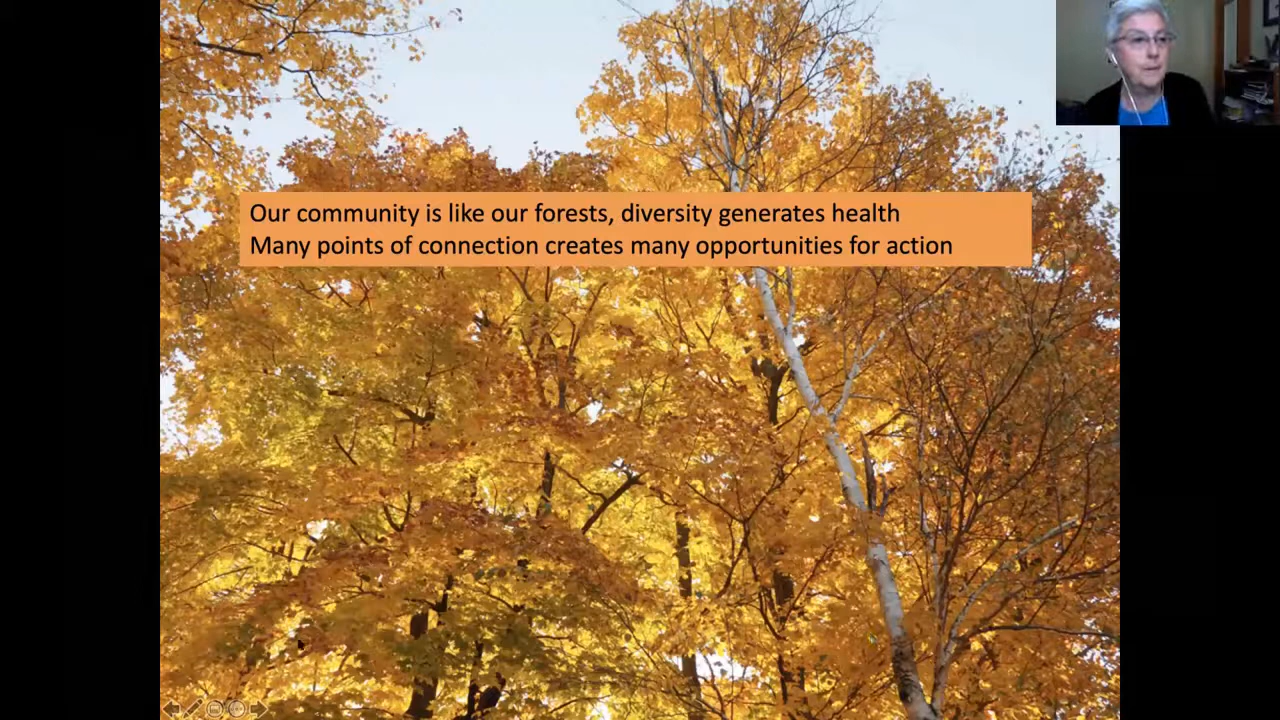 Our community is like our forests, diversity generates health
Many points of connection creates many opportunities for action